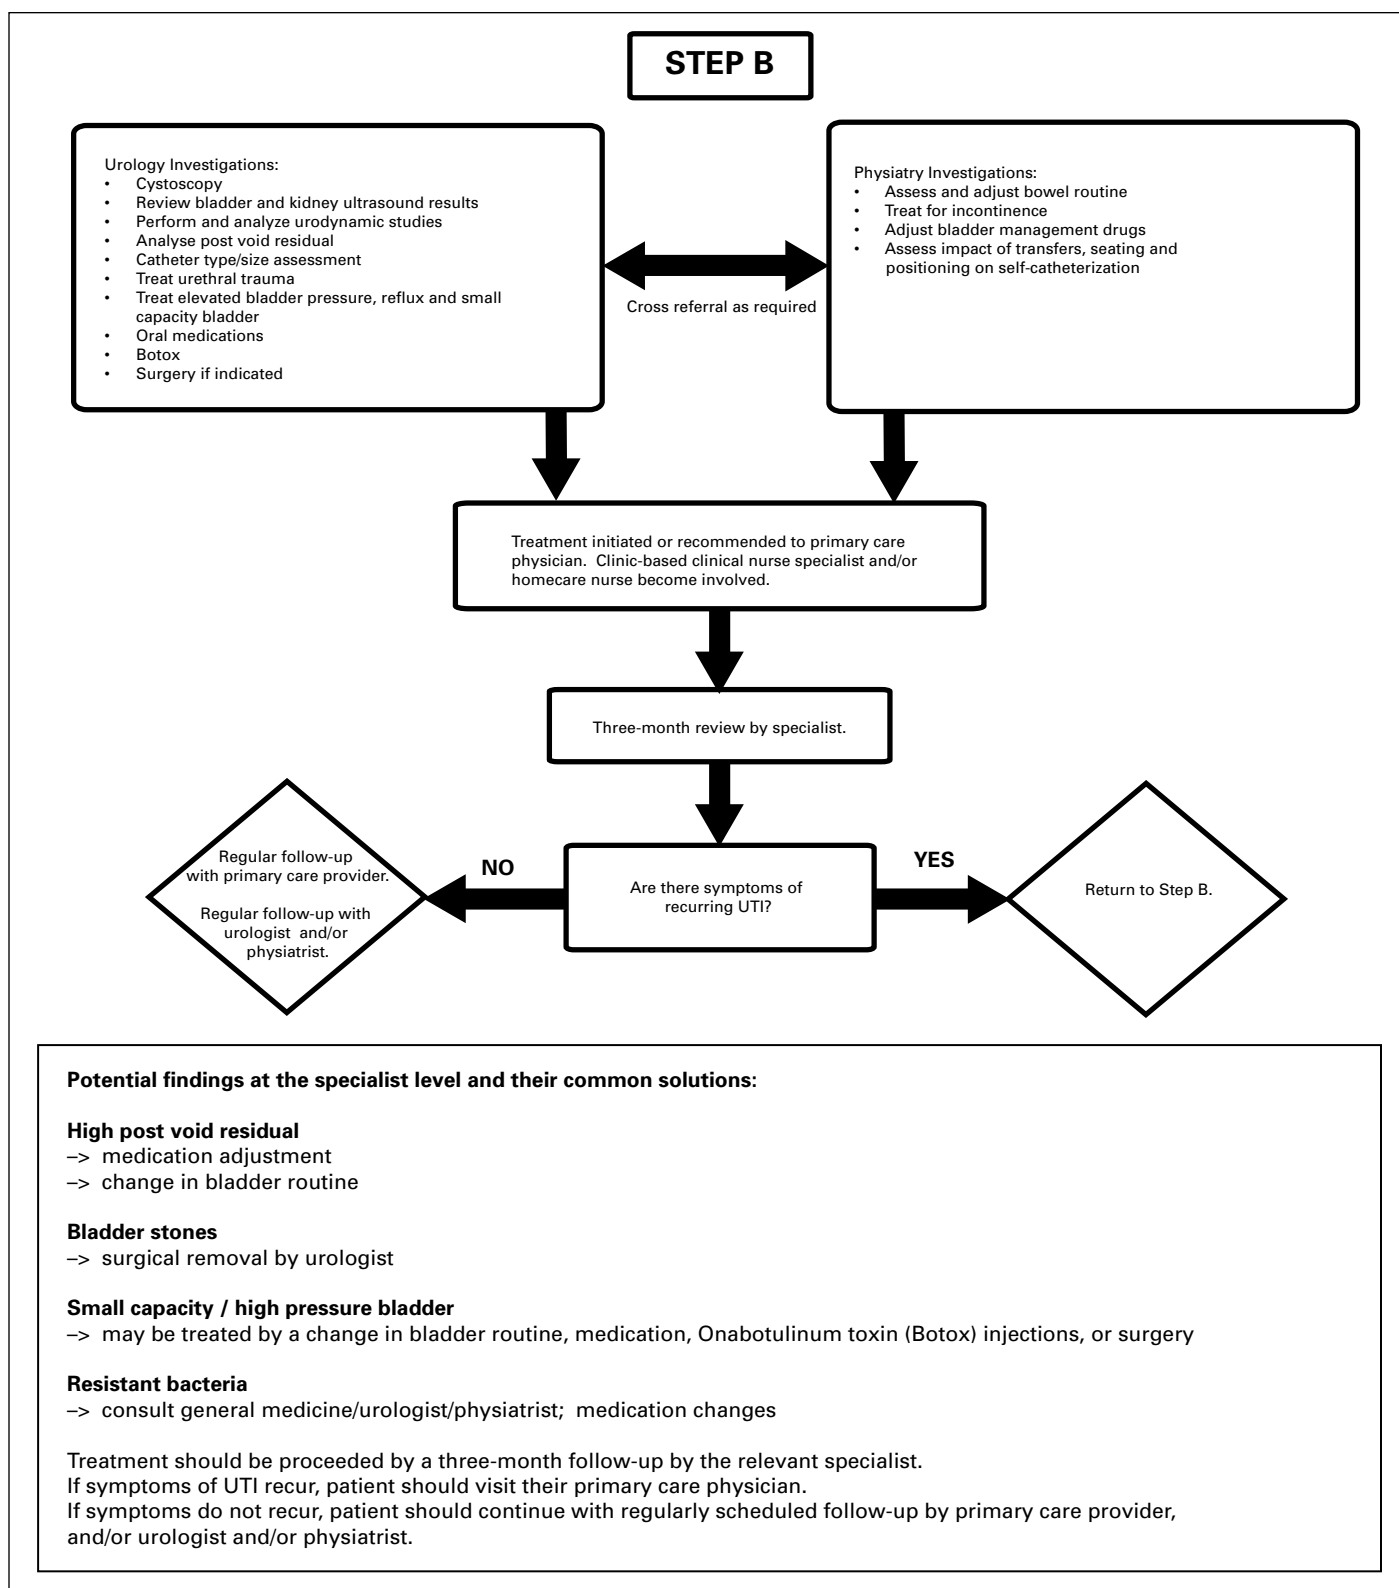 STEP B
Urology Investigations:
• Cystoscopy
• Review bladder and kidney ultrasound results
• Perform and analyze urodynamic studies
• Analyse post void residual
• Catheter type/size assessment
• Treat urethral trauma
• Treat elevated bladder pressure, reflux and small
capacity bladder
• Oral medications
• Botox
• Surgery if indicated
Cross referral as required
Physiatry Investigations:
• Assess and adjust bowel routine
• Treat for incontinence
• Adjust bladder management drugs
• Assess impact of transfers, seating and
positioning on self-catheterization
Treatment initiated or recommended to primary care
physician. Clinic-based clinical nurse specialist and/or
homecare nurse become involved.
Three-month review by specialist.
Are there symptoms of
recurring UTI?
NO
Regular follow-up
with primary care provider.
Regular follow-up with
urologist and/or
physiatrist.
YES
Return to Step B.
Potential findings at the specialist level and their common solutions:
High post void residual
–> medication adjustment
–> change in bladder routine
Bladder stones
–> surgical removal by urologist
Small capacity / high pressure bladder
–> may be treated by a change in bladder routine, medication, Onabotulinum toxin (Botox) injections, or surgery
Resistant bacteria
–> consult general medicine/urologist/physiatrist; medication changes
Treatment should be proceeded by a three-month follow-up by the relevant specialist.
If symptoms of UTI recur, patient should visit their primary care physician.
If symptoms do not recur, patient should continue with regularly scheduled follow-up by primary care provider,
and/or urologist and/or physiatrist.